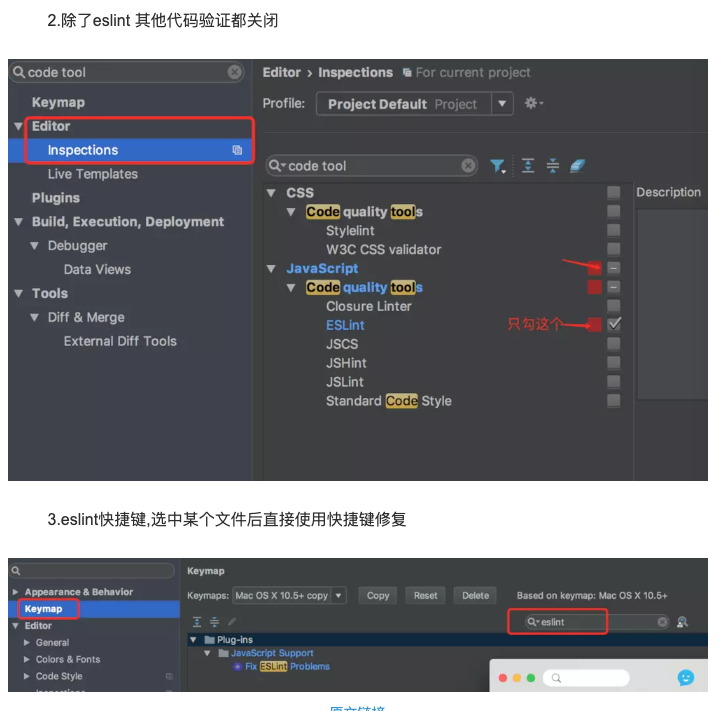 2.除了eslint 其他代码验证都关闭
code tool
Editor › Inspections For current project
Keymap
Profile: Project Default Project
Editor
Inspections
Live Templates
code tool
Plugins
CSS
Description
Build, Execution, Deployment
Code quality tools
Debugger
Stylelint
Data Views
W3C CSS validator
Tools
JavaScript
Diff & Merge
Code quality tools
External Diff Tools
Closure Linter
ESLint
只勾这个
JSCS
JSHint
JSLint
Standard Code Style
3.eslint快捷键,选中某个文件后直接使用快捷键修复
Keymap
Appearance & Behavior
Keymaps: Mac OS X 10.5+ copy Copy Reset Delete Based on keymap: Mac OS X 10.5+
Keymap
Editor
eslint
General
Plug-ins
Colors & Fonts
JavaScript Support
Code Style
Fix ESLint Problems
Inspections